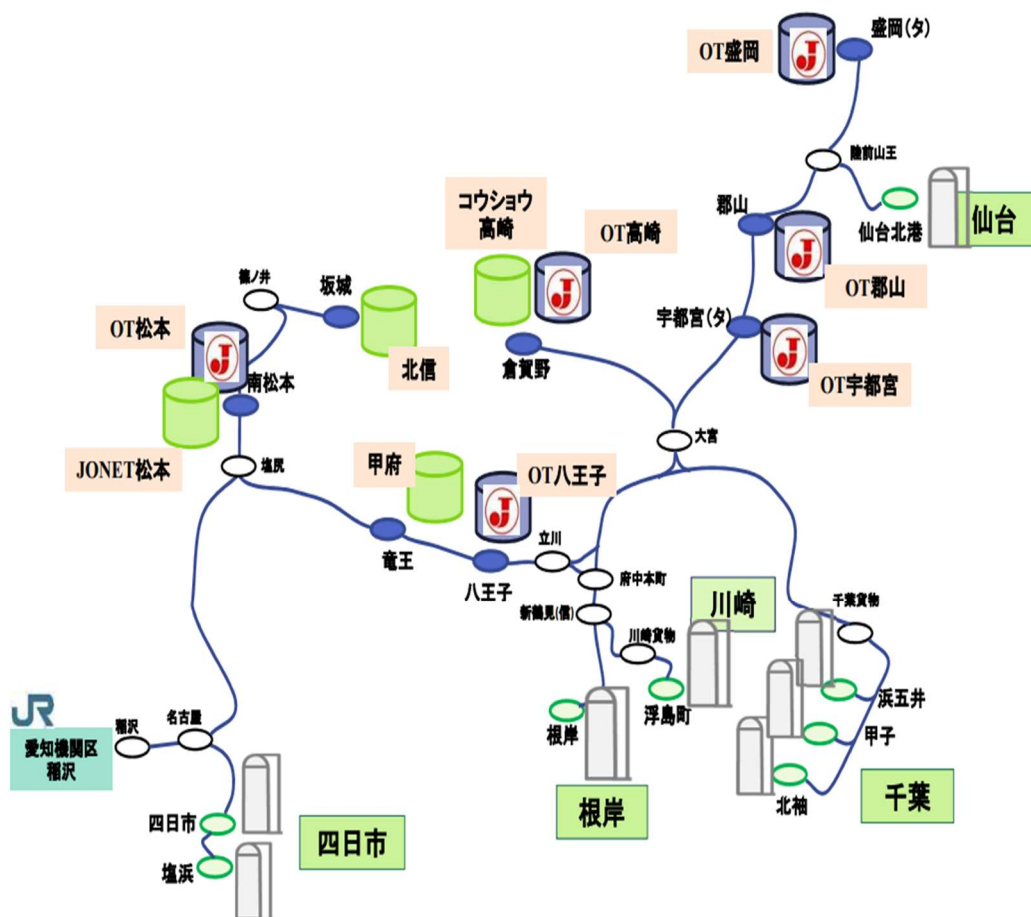 OT盛岡
J
盛岡(タ)
陸前山王
仙台北港
仙台
郡山
J
OT郡山
コウショウ
高崎
OT高崎
J
倉賀野
宇都宮(タ)
J
OT宇都宮
大宮
篠ノ井
坂城
北信
OT松本
J
南松本
JONET松本
塩尻
甲府
OT八王子
J
竜王
八王子
立川
府中本町
新鶴見(信)
川崎
川崎貨物
浮島町
根岸
根岸
千葉貨物
浜五井
甲子
北袖
千葉
JR
愛知機関区
稲沢
稲沢
名古屋
四日市
塩浜
四日市